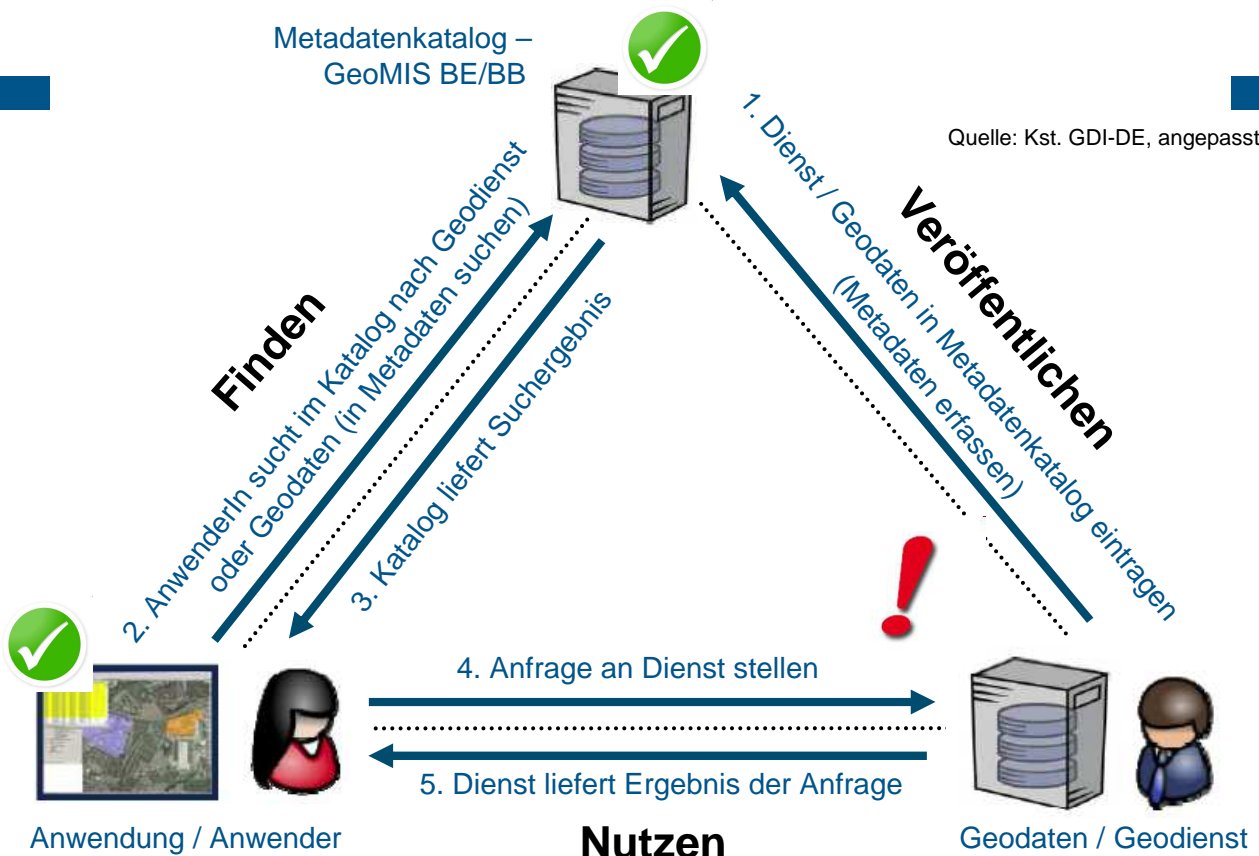 Metadatenkatalog –
GeoMIS BE/BB
Quelle: Kst. GDI-DE, angepasst
1. Dienst / Geodaten in Metadatenkatalog eintragen
(Metadaten erfassen)
Veröffentlichen
Finden
2. AnwenderIn sucht im Katalog nach Geodienst
oder Geodaten (in Metadaten suchen)
3. Katalog liefert Suchergebnis
4. Anfrage an Dienst stellen
5. Dienst liefert Ergebnis der Anfrage
Anwendung / Anwender
Nutzen
Geodaten / Geodienst